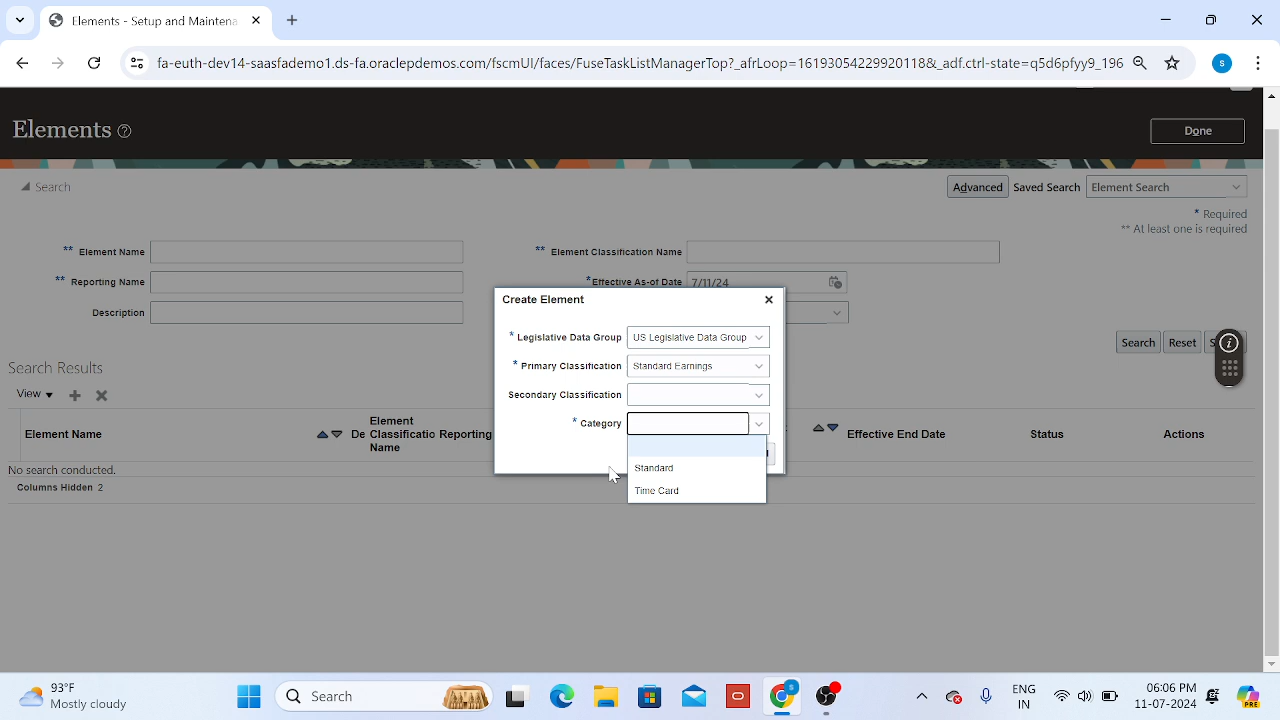 Elements - Setup and Maintena
fa-euth-dev14-saasfademo1.ds-fa.oraclepdemos.com/fscmUI/faces/FuseTaskListManagerTop?_afrLoop=16193054229920118&_adf.ctrl-state=q5d6pfyy9_196
S
Elements ?
Done
Search
Advanced Saved Search Element Search
* Required
** At least one is required
** Element Name
** Element Classification Name
** Reporting Name
*Effective As-of Date 7/11/24
Description
Search Reset S
Create Element
* Legislative Data Group US Legislative Data Group
* Primary Classification Standard Earnings
Secondary Classification
* Category
Standard
Time Card
Search Results
View
Element Name
De
Element Classificatio Name
Reporting
Effective End Date
Status
Actions
No search conducted.
Columns Hidden 2
93°F
Mostly cloudy
Search
ENG
IN
06:06 PM
11-07-2024
PRE